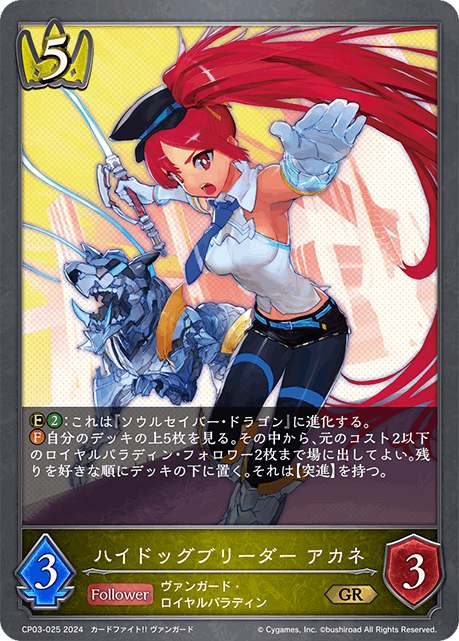 5
E2:これは『ソウルセイバー・ドラゴン』に進化する。
F自分のデッキの上5枚を見る。その中から、元のコスト2以下
のロイヤルパラディン・フォロワー2枚まで場に出してよい。残
りを好きな順にデッキの下に置く。それは【突進】を持つ。
ハイドッグブリーダー アカネ
3
Follower
ヴァンガード・
ロイヤルパラディン
GR
3
CP03-025 2024 カードファイト!! ヴァンガード
© Cygames, Inc. ©bushiroad All Rights Reserved.